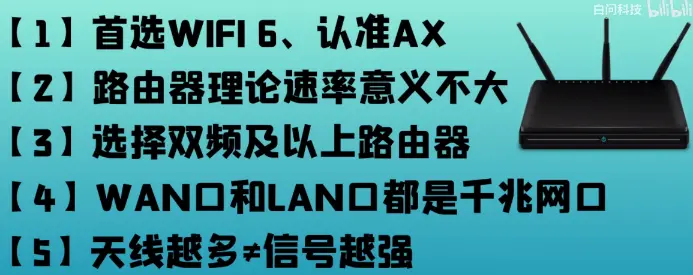 白问科技 bilibili
【1】首选WIFI 6、认准AX
【2】路由器理论速率意义不大
【3】选择双频及以上路由器
【4】WAN口和LAN口都是千兆网口
【5】天线越多≠信号越强